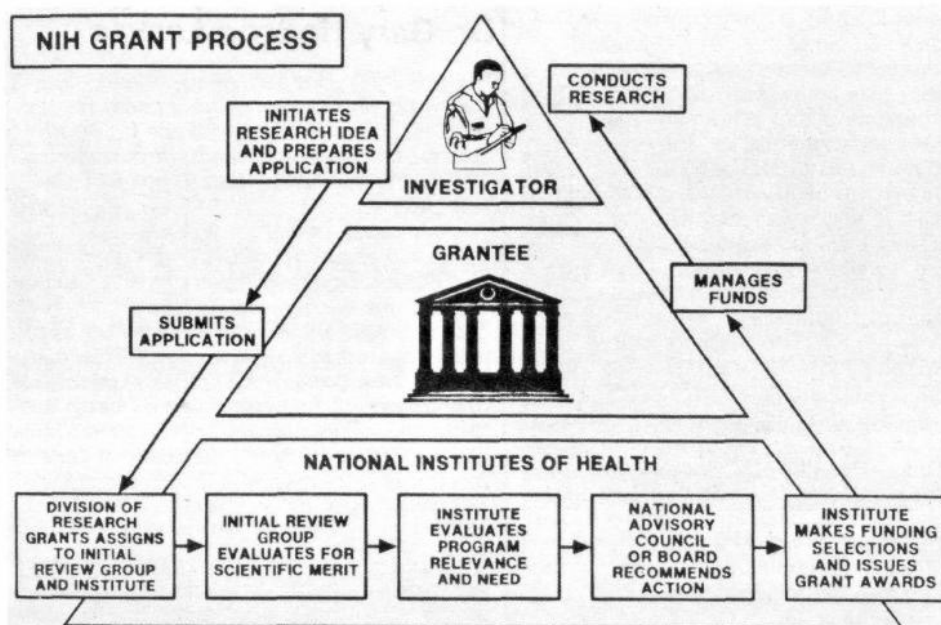 NIH GRANT PROCESS
INITIATES
RESEARCH IDEA
AND PREPARES
APPLICATION
CONDUCTS
RESEARCH
INVESTIGATOR
GRANTEE
SUBMITS
APPLICATION
MANAGES
FUNDS
NATIONAL INSTITUTES OF HEALTH
DIVISION OF
RESEARCH
GRANTS ASSIGNS
TO INITIAL
REVIEW GROUP
AND INSTITUTE
INITIAL REVIEW
GROUP
EVALUATES FOR
SCIENTIFIC MERIT
INSTITUTE
EVALUATES
PROGRAM
RELEVANCE
AND NEED
NATIONAL
ADVISORY
COUNCIL
OR BOARD
RECOMMENDS
ACTION
INSTITUTE
MAKES FUNDING
SELECTIONS
AND ISSUES
GRANT AWARDS